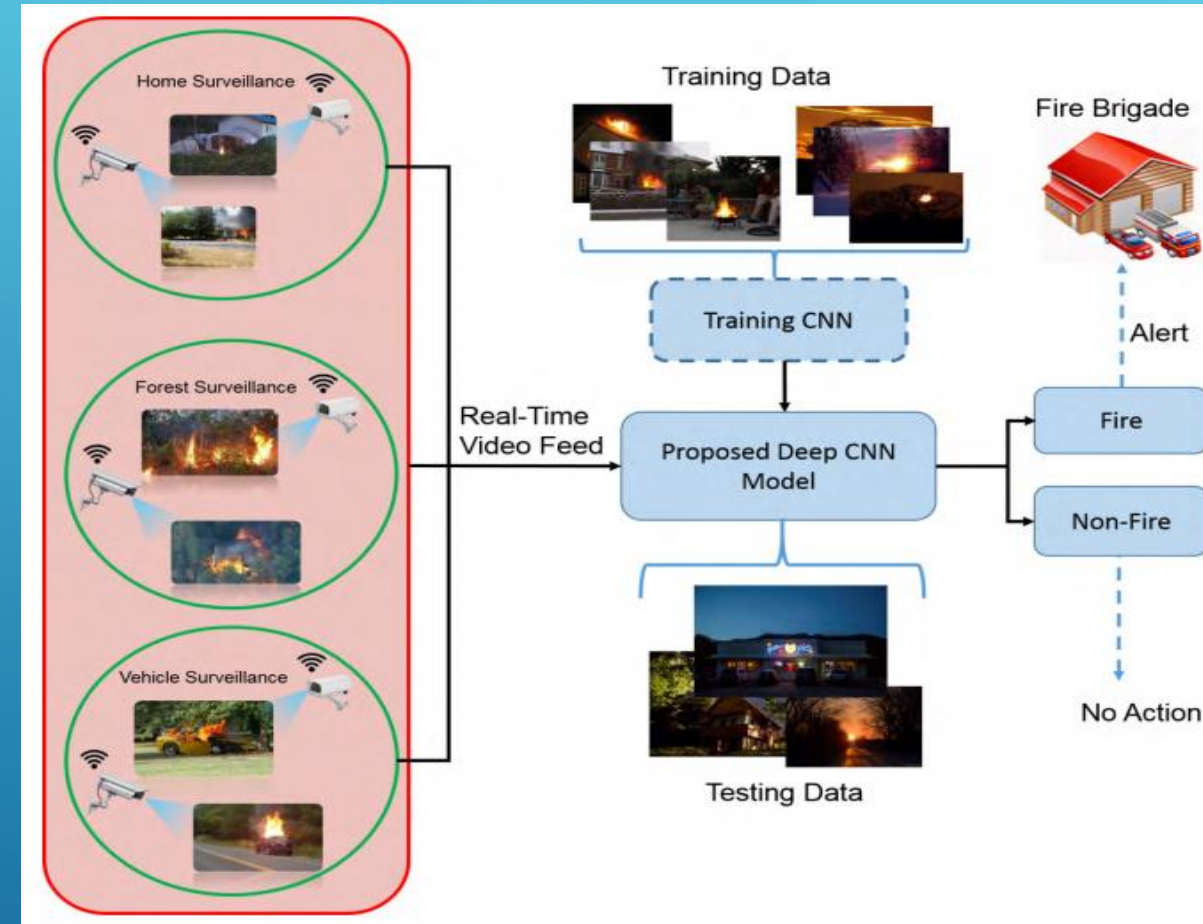 Home Surveillance
Forest Surveillance
Vehicle Surveillance
Real-Time
Video Feed
Training Data
Training CNN
Proposed Deep CNN
Model
Testing Data
Fire Brigade
Alert
Fire
Non-Fire
No Action